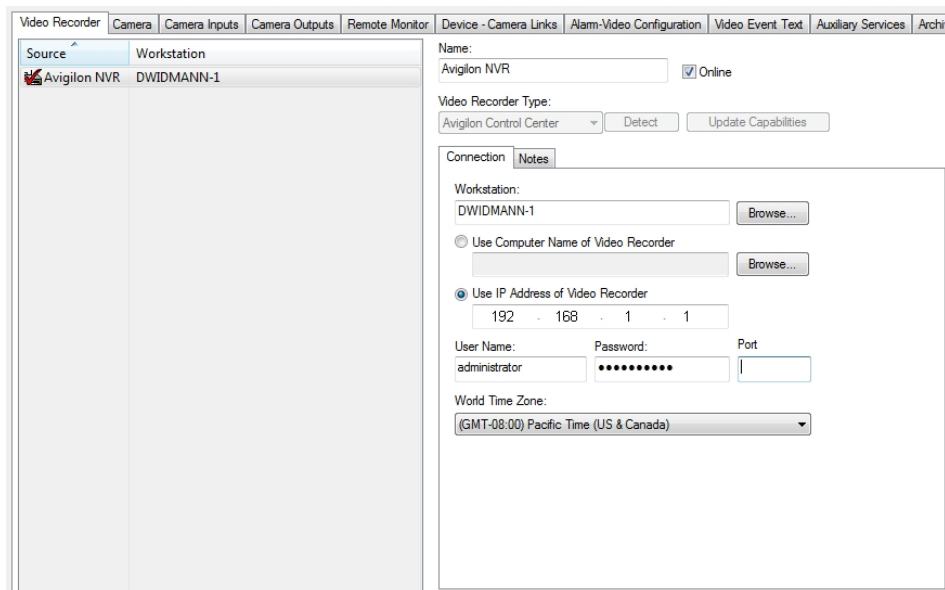 Video Recorder Camera Camera Inputs Camera Outputs Remote Monitor Device - Camera Links Alarm-Video Configuration Video Event Text Auxiliary Services Archi
Source Workstation
Avigilon NVR DWIDMANN-1
Name:
Avigilon NVR Online
Video Recorder Type:
Avigilon Control Center Detect Update Capabilities
Connection Notes
Workstation:
DWIDMANN-1 Browse...
Use Computer Name of Video Recorder
Browse...
Use IP Address of Video Recorder
192 . 168 . 1 . 1
User Name: Password: Port
administrator ●●●●●●●●●●
World Time Zone:
(GMT-08:00) Pacific Time (US & Canada)